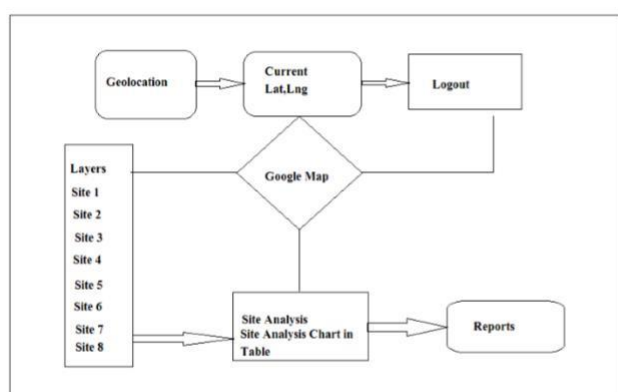 Geolocation
Current
Lat,Lng
Logout
Layers
Site 1
Site 2
Site 3
Site 4
Site 5
Site 6
Site 7
Site 8
Google Map
Site Analysis
Site Analysis Chart in
Table
Reports